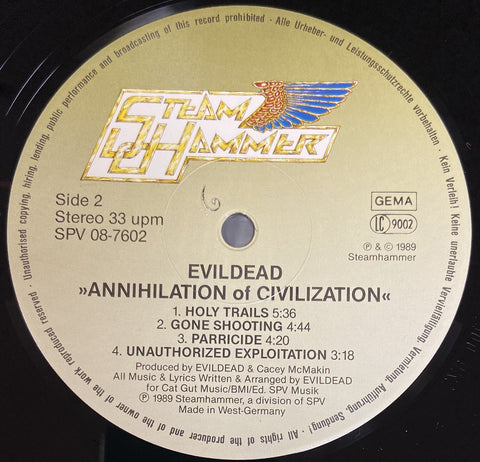 Unauthorised copying, hiring, lending, public performance and broadcasting of this record prohibited · Alle Urheber- und Leistungsschutzrechte vorbehalten · Kein Verleih! Keine unerlaubte Vervielfältigung, Vermietung, Aufführung, Sendung! · All rights of the producer and of the owner of the work reproduced reserved ·
STEAM
HAMMER
Side 2
Stereo 33 upm
SPV 08-7602
GEMA
LC 9002
℗ & © 1989
Steamhammer
EVILDEAD
»ANNIHILATION of CIVILIZATION«
1. HOLY TRAILS 5:36
2. GONE SHOOTING 4:44
3. PARRICIDE 4:20
4. UNAUTHORIZED EXPLOITATION 3:18
Produced by EVILDEAD & Cacey McMakin
All Music & Lyrics Written & Arranged by EVILDEAD
for Cat Gut Music/BMI/Ed. SPV Musik
℗ 1989 Steamhammer, a division of SPV
Made in West-Germany